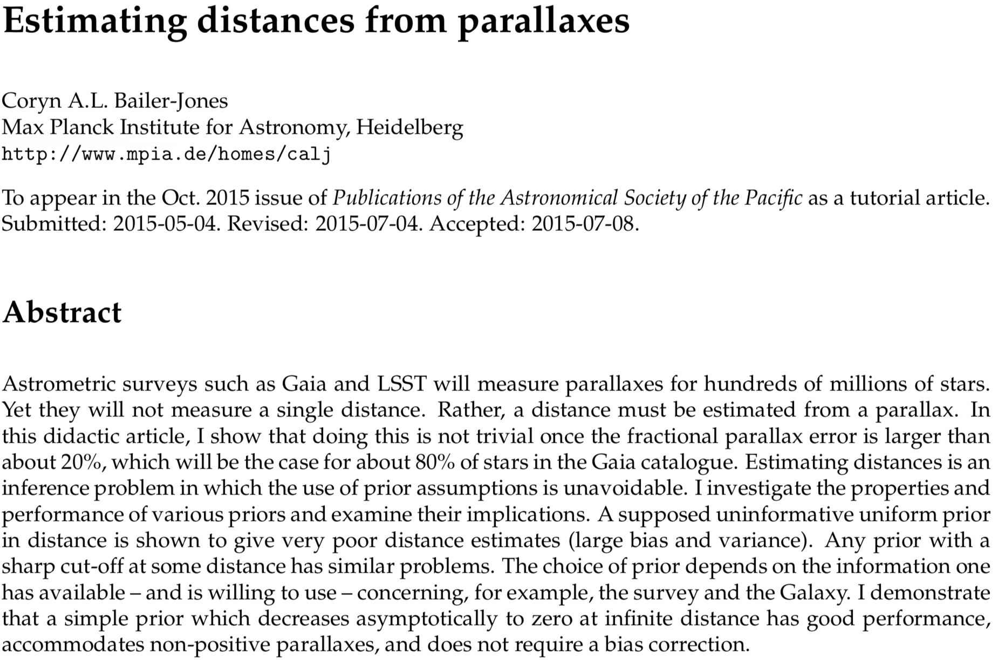 Estimating distances from parallaxes
Coryn A.L. Bailer-Jones
Max Planck Institute for Astronomy, Heidelberg
http://www.mpia.de/homes/calj
To appear in the Oct. 2015 issue of Publications of the Astronomical Society of the Pacific as a tutorial article.
Submitted: 2015-05-04. Revised: 2015-07-04. Accepted: 2015-07-08.
Abstract
Astrometric surveys such as Gaia and LSST will measure parallaxes for hundreds of millions of stars.
Yet they will not measure a single distance. Rather, a distance must be estimated from a parallax. In
this didactic article, I show that doing this is not trivial once the fractional parallax error is larger than
about 20%, which will be the case for about 80% of stars in the Gaia catalogue. Estimating distances is an
inference problem in which the use of prior assumptions is unavoidable. I investigate the properties and
performance of various priors and examine their implications. A supposed uninformative uniform prior
in distance is shown to give very poor distance estimates (large bias and variance). Any prior with a
sharp cut-off at some distance has similar problems. The choice of prior depends on the information one
has available – and is willing to use – concerning, for example, the survey and the Galaxy. I demonstrate
that a simple prior which decreases asymptotically to zero at infinite distance has good performance,
accommodates non-positive parallaxes, and does not require a bias correction.